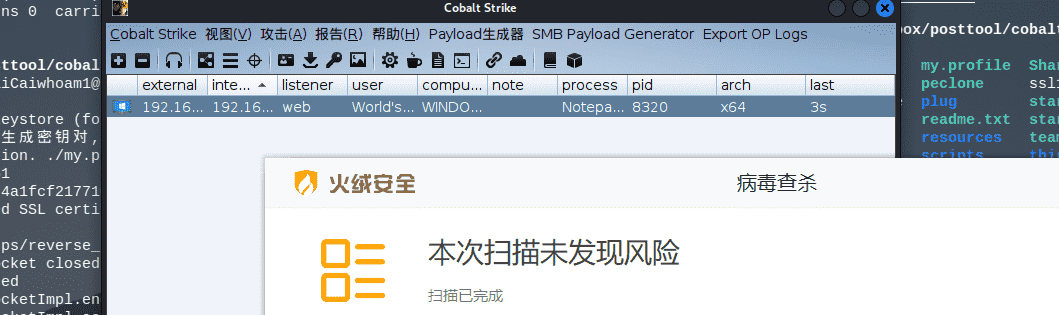 ns 0 carri
Cobalt Strike
Cobalt Strike 视图(V) 攻击(A) 报告(R) 帮助(H) Payload生成器 SMB Payload Generator Export OP Logs
ox/posttool/cobalt
external inte... listener user compu... note process pid arch last
192.16... 192.16... web World's... WINDO... Notepa... 8320 x64 3s
sttool/cobal
iCaiwhoam1@
eystore (fo
生成密钥对,
ion. ./my.p
1
4a1fcf21771
d SSL certi
ps/reverse_
cket closed
ed
cketImpl.en
my.profile Shar
peclone ssli
plug star
readme.txt star
resources team
scripts thi
火绒安全
病毒查杀
本次扫描未发现风险
扫描已完成